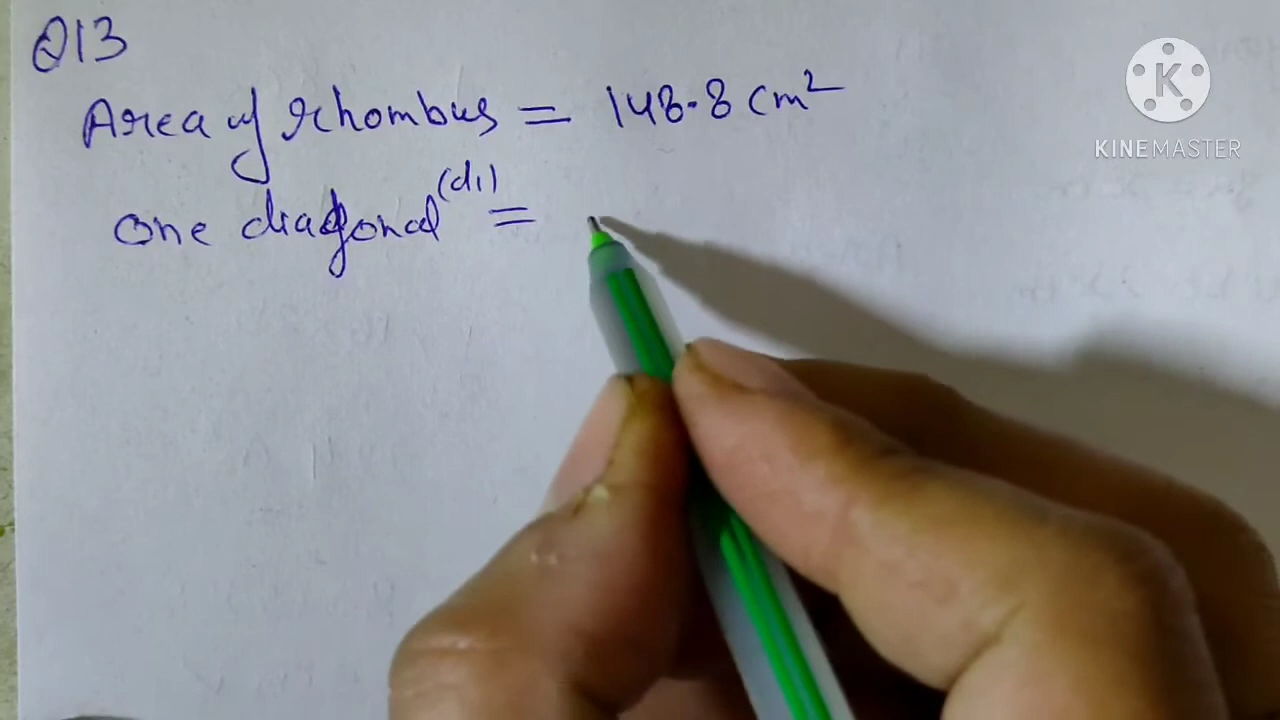 Q13
Area of rhombus = 148.8 cm²
(d1)
One diagonal =
K
KINEMASTER